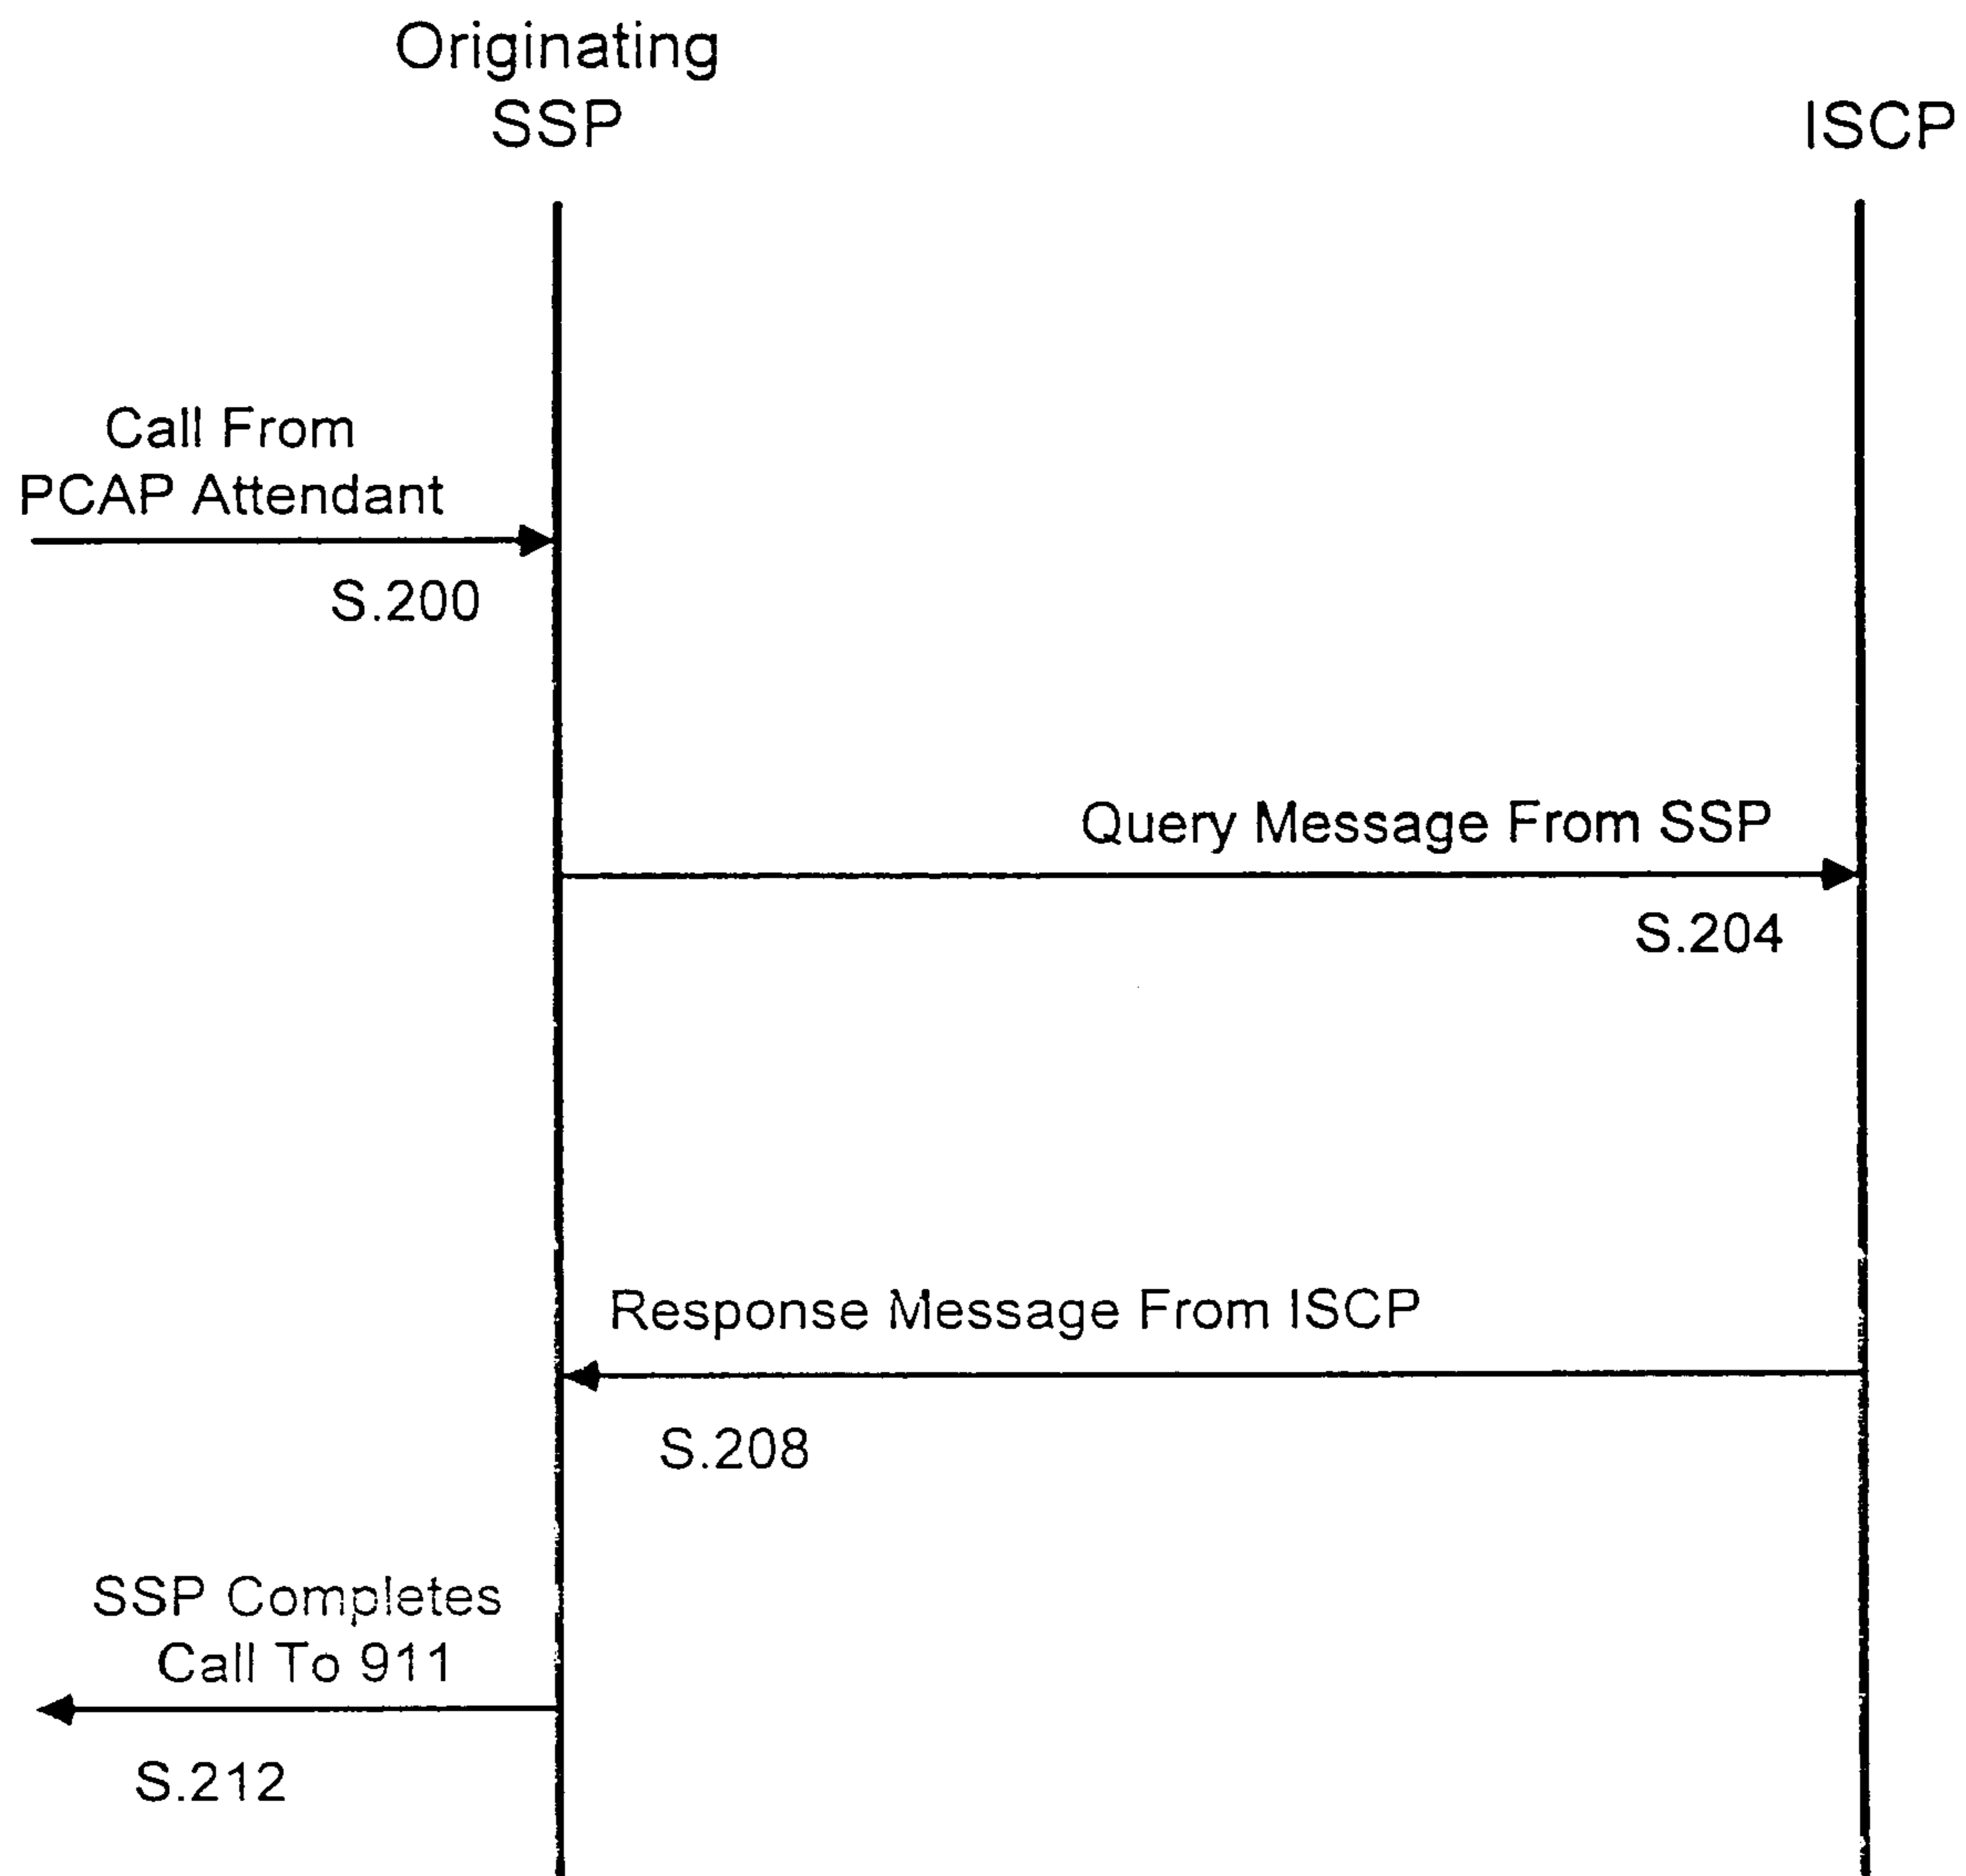 Originating
SSP
ISCP
Call From
PCAP Attendant
S.200
Query Message From SSP
S.204
Response Message From ISCP
S.208
SSP Completes
Call To 911
S.212